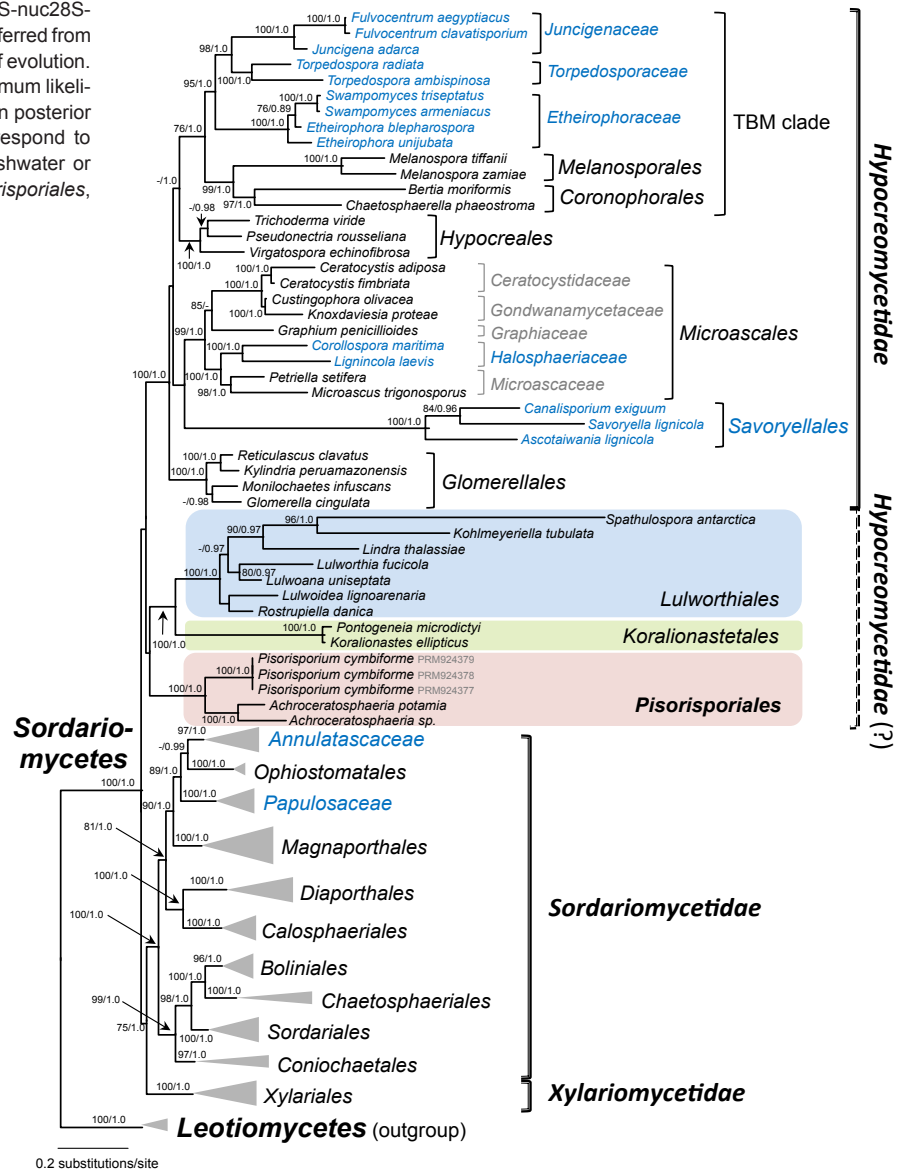 S-nuc28S-
ferred from
f evolution.
mum likeli-
n posterior
espond to
shwater or
risporiales,
100/1.0
Fulvocentrum aegyptiacus
Fulvocentrum clavatisporium
100/1.0
Juncigena adarca
Juncigenaceae
98/1.0
Torpedospora radiata
100/1.0
Torpedospora ambispinosa
Torpedosporaceae
95/1.0
100/1.0
Swampomyces triseptatus
76/0.89
Swampomyces armeniacus
100/1.0
Etheirophora blepharospora
Etheirophora unijubata
Etheirophoraceae
TBM clade
76/1.0
100/1.0
Melanospora tiffanii
Melanospora zamiae
Melanosporales
99/1.0
Bertia moriformis
97/1.0
Chaetosphaerella phaeostroma
Coronophorales
-/1.0
-/0.98
Trichoderma viride
Pseudonectria rousseliana
Virgatospora echinofibrosa
100/1.0
Hypocreales
100/1.0
Ceratocystis adiposa
Ceratocystis fimbriata
Ceratocystidaceae
100/1.0
Custingophora olivacea
100/1.0
Knoxdaviesia proteae
Gondwanamycetaceae
85/-
Graphium penicillioides
Graphiaceae
99/1.0
100/1.0
Corollospora maritima
Lignincola laevis
Halosphaeriaceae
100/1.0
Petriella setifera
98/1.0
Microascus trigonosporus
Microascaceae
Microascales
100/1.0
84/0.96
Canalisporium exiguum
100/1.0
Savoryella lignicola
Ascotaiwania lignicola
Savoryellales
100/1.0
Reticulascus clavatus
Kylindria peruamazonensis
100/1.0
Monilochaetes infuscans
-/0.98
Glomerella cingulata
Glomerellales
Hypocreomycetidae
96/1.0
Spathulospora antarctica
90/0.97
Kohlmeyeriella tubulata
-/0.97
Lindra thalassiae
Lulworthia fucicola
100/1.0
80/0.97
Lulwoana uniseptata
Lulwoidea lignoarenaria
Rostrupiella danica
Lulworthiales
100/1.0
100/1.0
Pontogeneia microdictyi
Koralionastes ellipticus
Koralionastetales
Pisorisporium cymbiforme PRM924379
100/1.0
Pisorisporium cymbiforme PRM924378
Pisorisporium cymbiforme PRM924377
100/1.0
Achroceratosphaeria potamia
100/1.0
Achroceratosphaeria sp.
Pisorisporiales
Hypocreomycetidae (?)
Sordario-
mycetes
97/1.0
Annulatascaceae
-/0.99
100/1.0
Ophiostomatales
89/1.0
100/1.0
Papulosaceae
100/1.0
90/1.0
81/1.0
100/1.0
Magnaporthales
100/1.0
100/1.0
Diaporthales
100/1.0
Calosphaeriales
100/1.0
Sordariomycetidae
96/1.0
Boliniales
100/1.0
100/1.0
Chaetosphaeriales
99/1.0
98/1.0
100/1.0
Sordariales
75/1.0
97/1.0
Coniochaetales
100/1.0
Xylariales
Xylariomycetidae
100/1.0
Leotiomycetes (outgroup)
0.2 substitutions/site